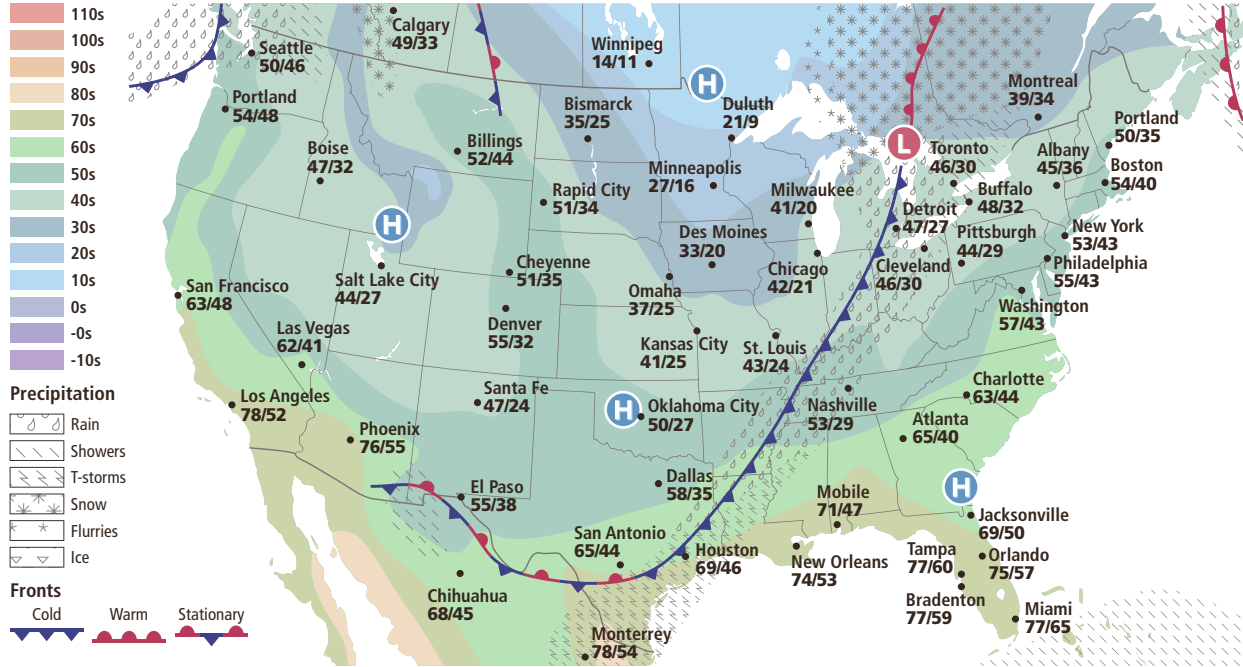 110s
100s
90s
80s
70s
60s
50s
40s
30s
20s
10s
0s
-0s
-10s
Precipitation
Rain
Showers
T-storms
Snow
Flurries
Ice
Fronts
Cold
Warm
Stationary
Calgary
49/33
Winnipeg
14/11
Seattle
50/46
Portland
54/48
Boise
47/32
Billings
52/44
Bismarck
35/25
H
Duluth
21/9
Montreal
39/34
Portland
50/35
L
Toronto
46/30
Albany
45/36
Boston
54/40
Rapid City
51/34
Minneapolis
27/16
Milwaukee
41/20
Buffalo
48/32
Detroit
47/27
Pittsburgh
44/29
New York
53/43
H
Des Moines
33/20
Salt Lake City
44/27
Cheyenne
51/35
Omaha
37/25
Chicago
42/21
Cleveland
46/30
Philadelphia
55/43
San Francisco
63/48
Washington
57/43
Las Vegas
62/41
Denver
55/32
Kansas City
41/25
St. Louis
43/24
Los Angeles
78/52
Santa Fe
47/24
H
Oklahoma City
50/27
Nashville
53/29
Charlotte
63/44
Phoenix
76/55
Atlanta
65/40
El Paso
55/38
Dallas
58/35
Mobile
71/47
H
Jacksonville
69/50
San Antonio
65/44
Houston
69/46
New Orleans
74/53
Tampa
77/60
Orlando
75/57
Chihuahua
68/45
Bradenton
77/59
Miami
77/65
Monterrey
78/54